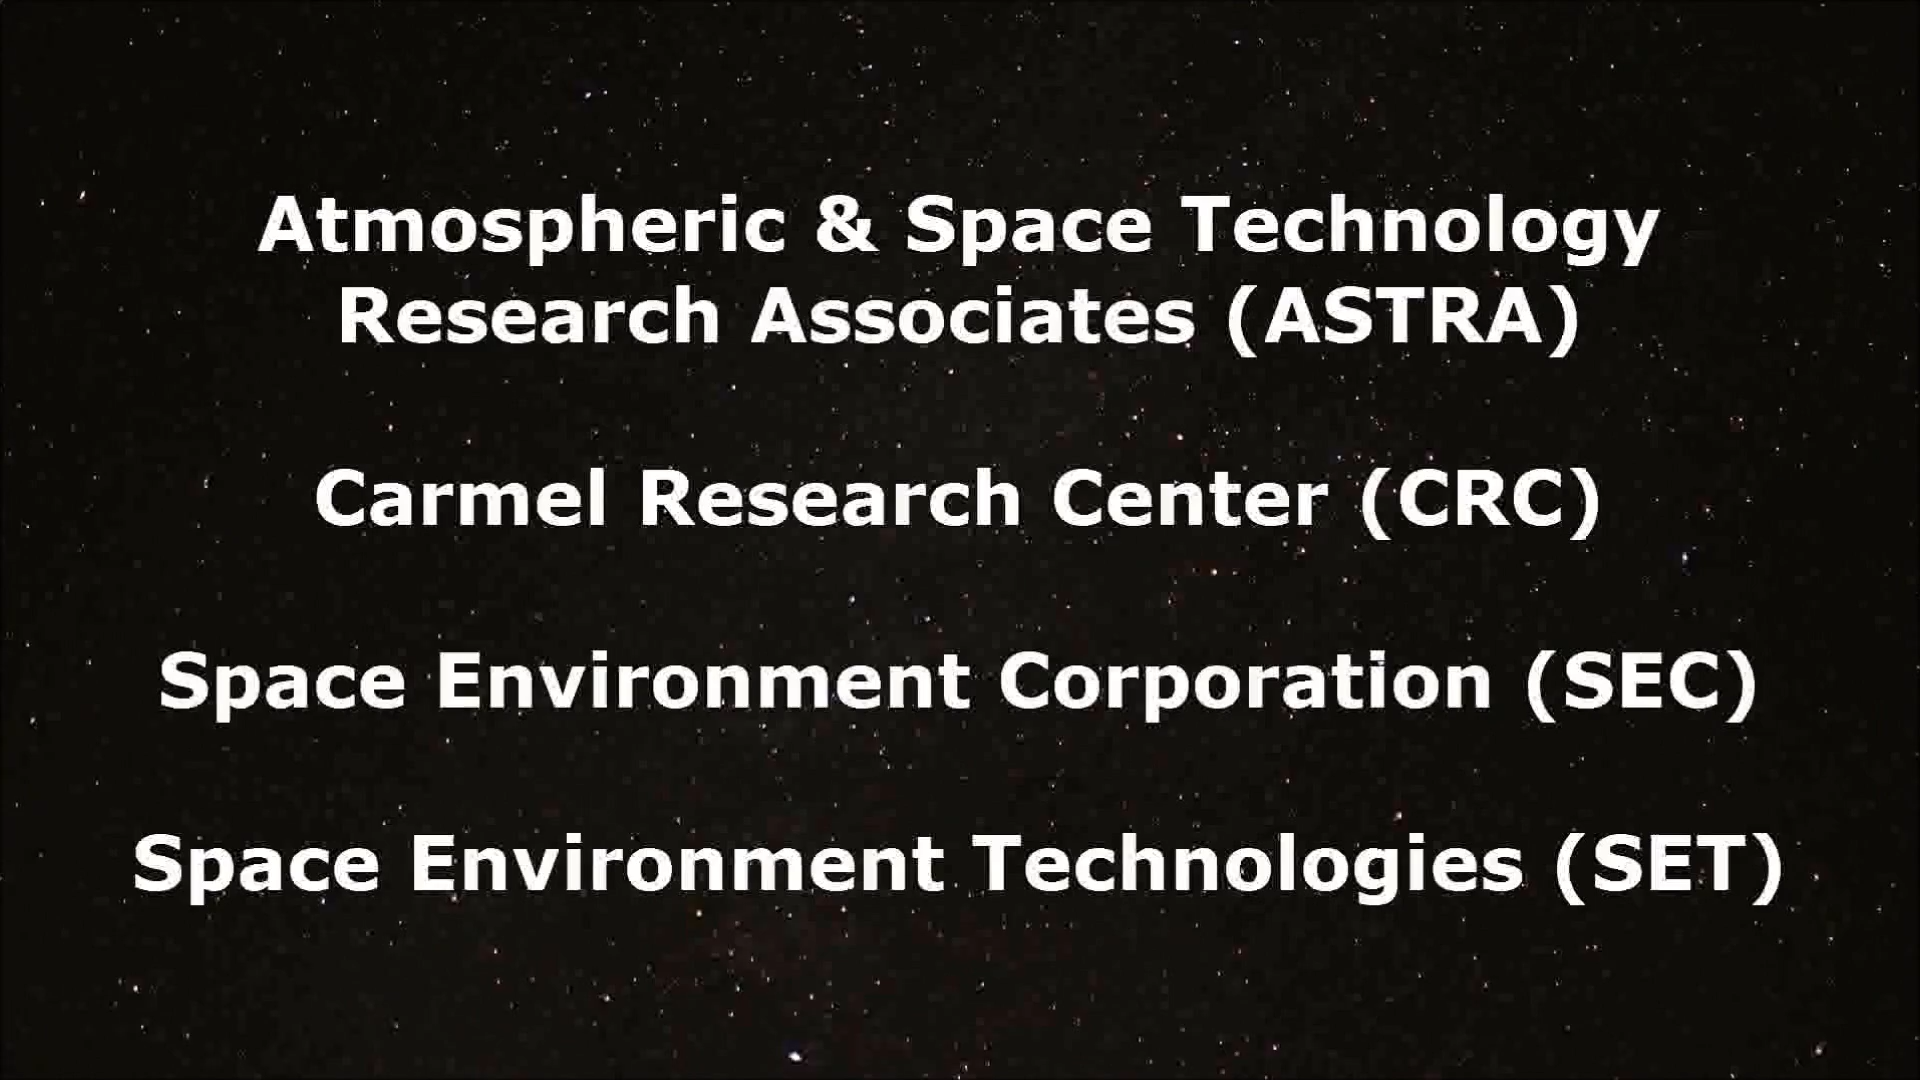 Atmospheric & Space Technology
Research Associates (ASTRA)
Carmel Research Center (CRC)
Space Environment Corporation (SEC)
Space Environment Technologies (SET)